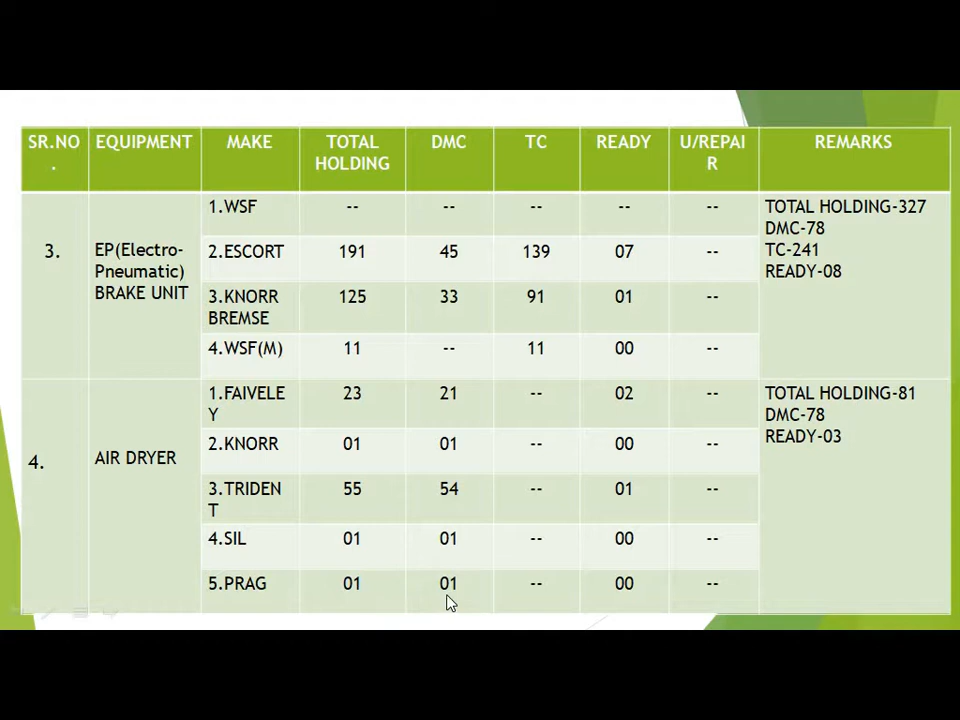 SR.NO. EQUIPMENT MAKE TOTAL HOLDING DMC TC READY U/REPAIR REMARKS
3. EP(Electro-Pneumatic) BRAKE UNIT
1.WSF -- -- -- -- --
2.ESCORT 191 45 139 07 --
3.KNORR BREMSE 125 33 91 01 --
4.WSF(M) 11 -- 11 00 --
TOTAL HOLDING-327
DMC-78
TC-241
READY-08
4. AIR DRYER
1.FAIVELEY 23 21 -- 02 --
2.KNORR 01 01 -- 00 --
3.TRIDENT 55 54 -- 01 --
4.SIL 01 01 -- 00 --
5.PRAG 01 01 -- 00 --
TOTAL HOLDING-81
DMC-78
READY-03